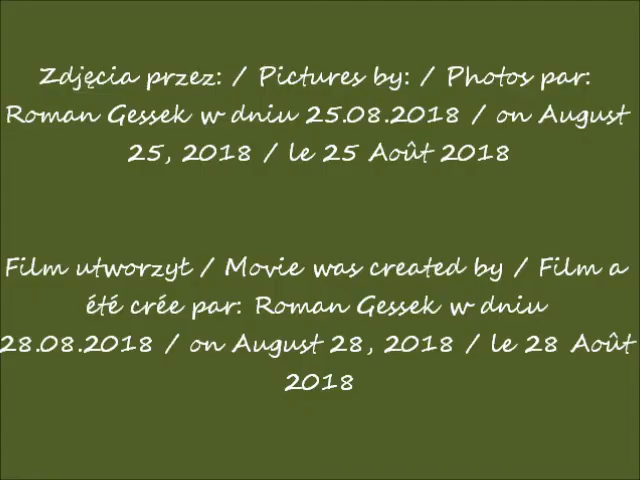 Zdjęcia przez: / Pictures by: / Photos par:
Roman Gessek w dniu 25.08.2018 / on August
25, 2018 / le 25 Août 2018
Film utworzył / Movie was created by / Film a
été crée par: Roman Gessek w dniu
28.08.2018 / on August 28, 2018 / le 28 Août
2018